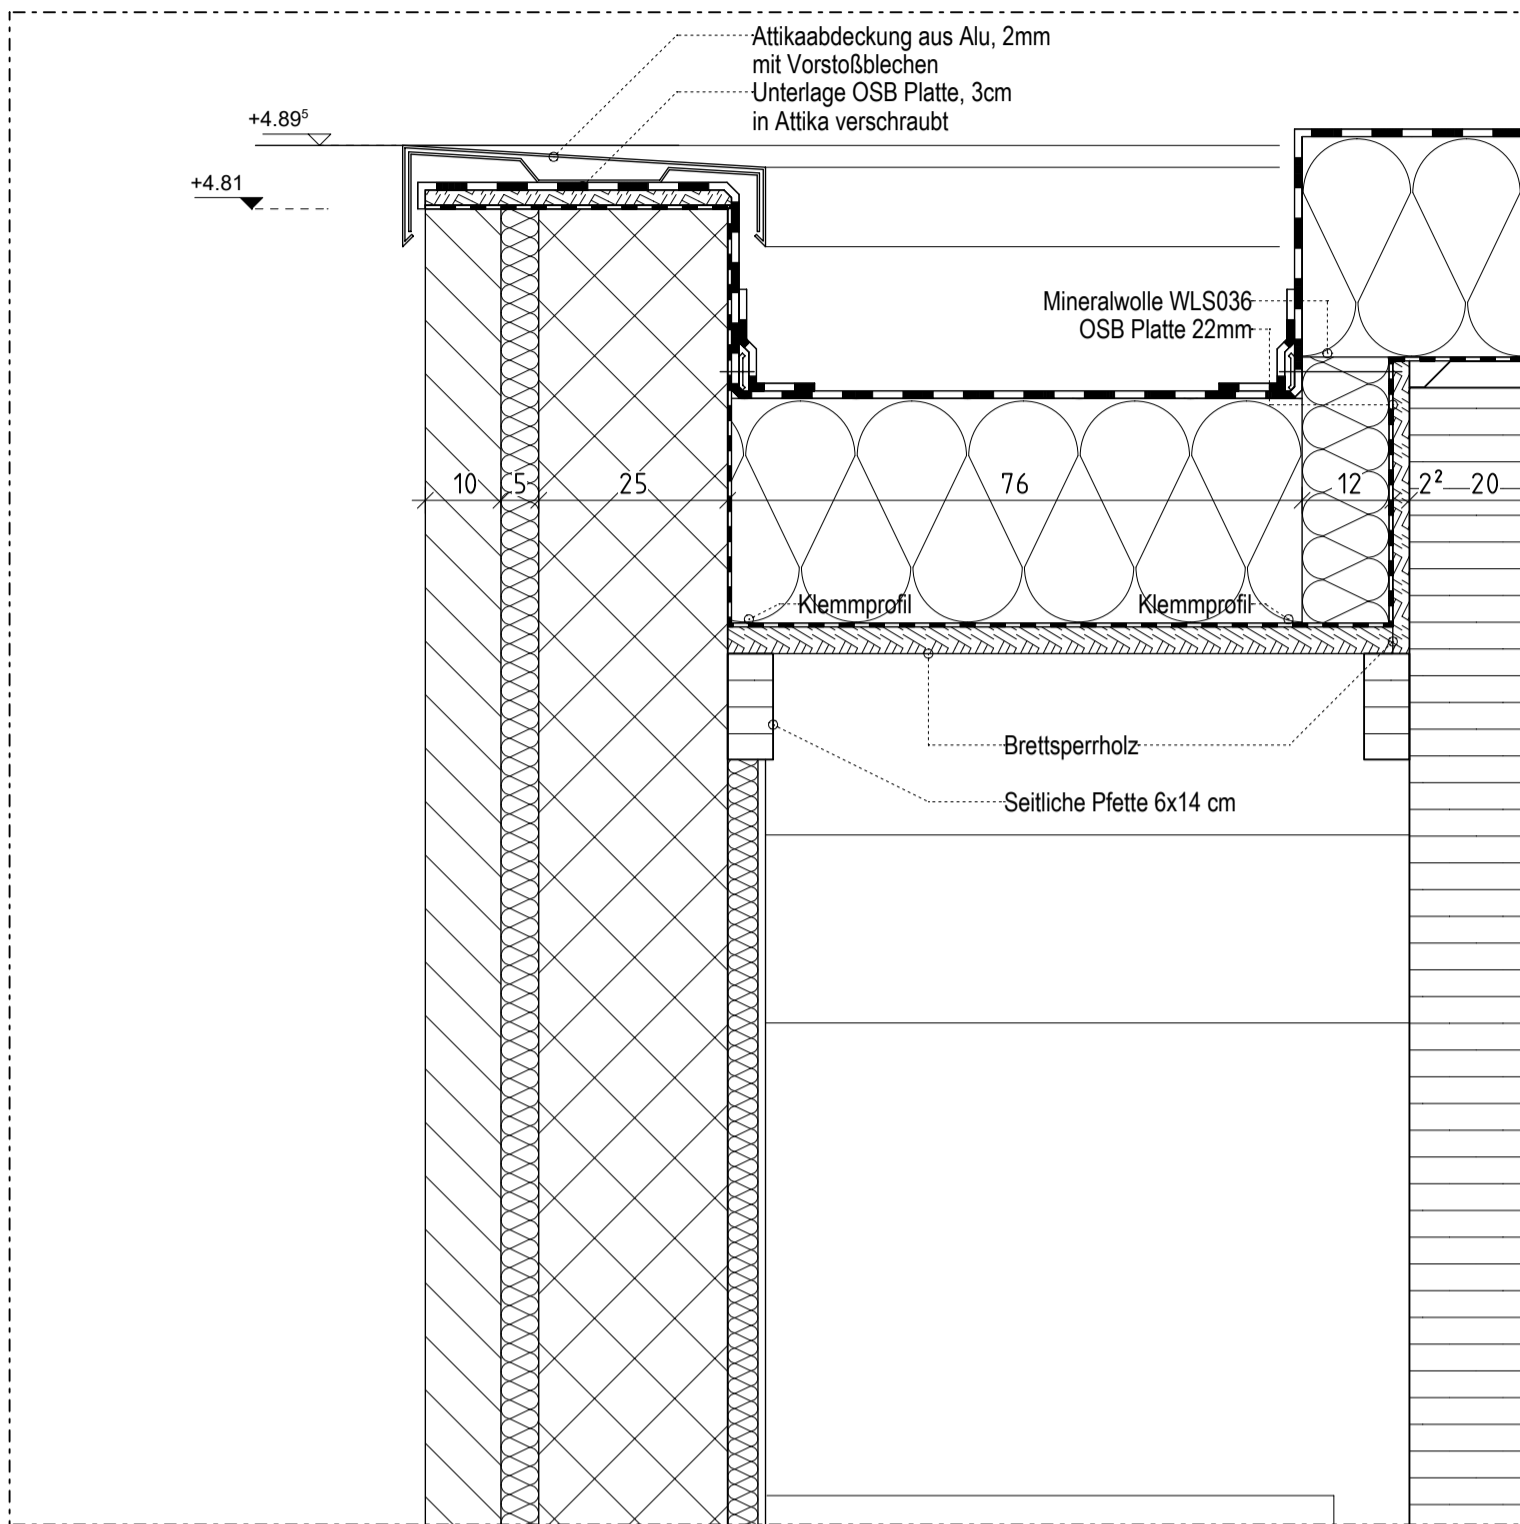 Attikaabdeckung aus Alu, 2mm
mit Vorstoßblechen
Unterlage OSB Platte, 3cm
in Attika verschraubt
+4.89⁵
+4.81
Mineralwolle WLS036
OSB Platte 22mm
10 5 25 76 12 2² 20
Klemmprofil Klemmprofil
Brettsperrholz
Seitliche Pfette 6x14 cm